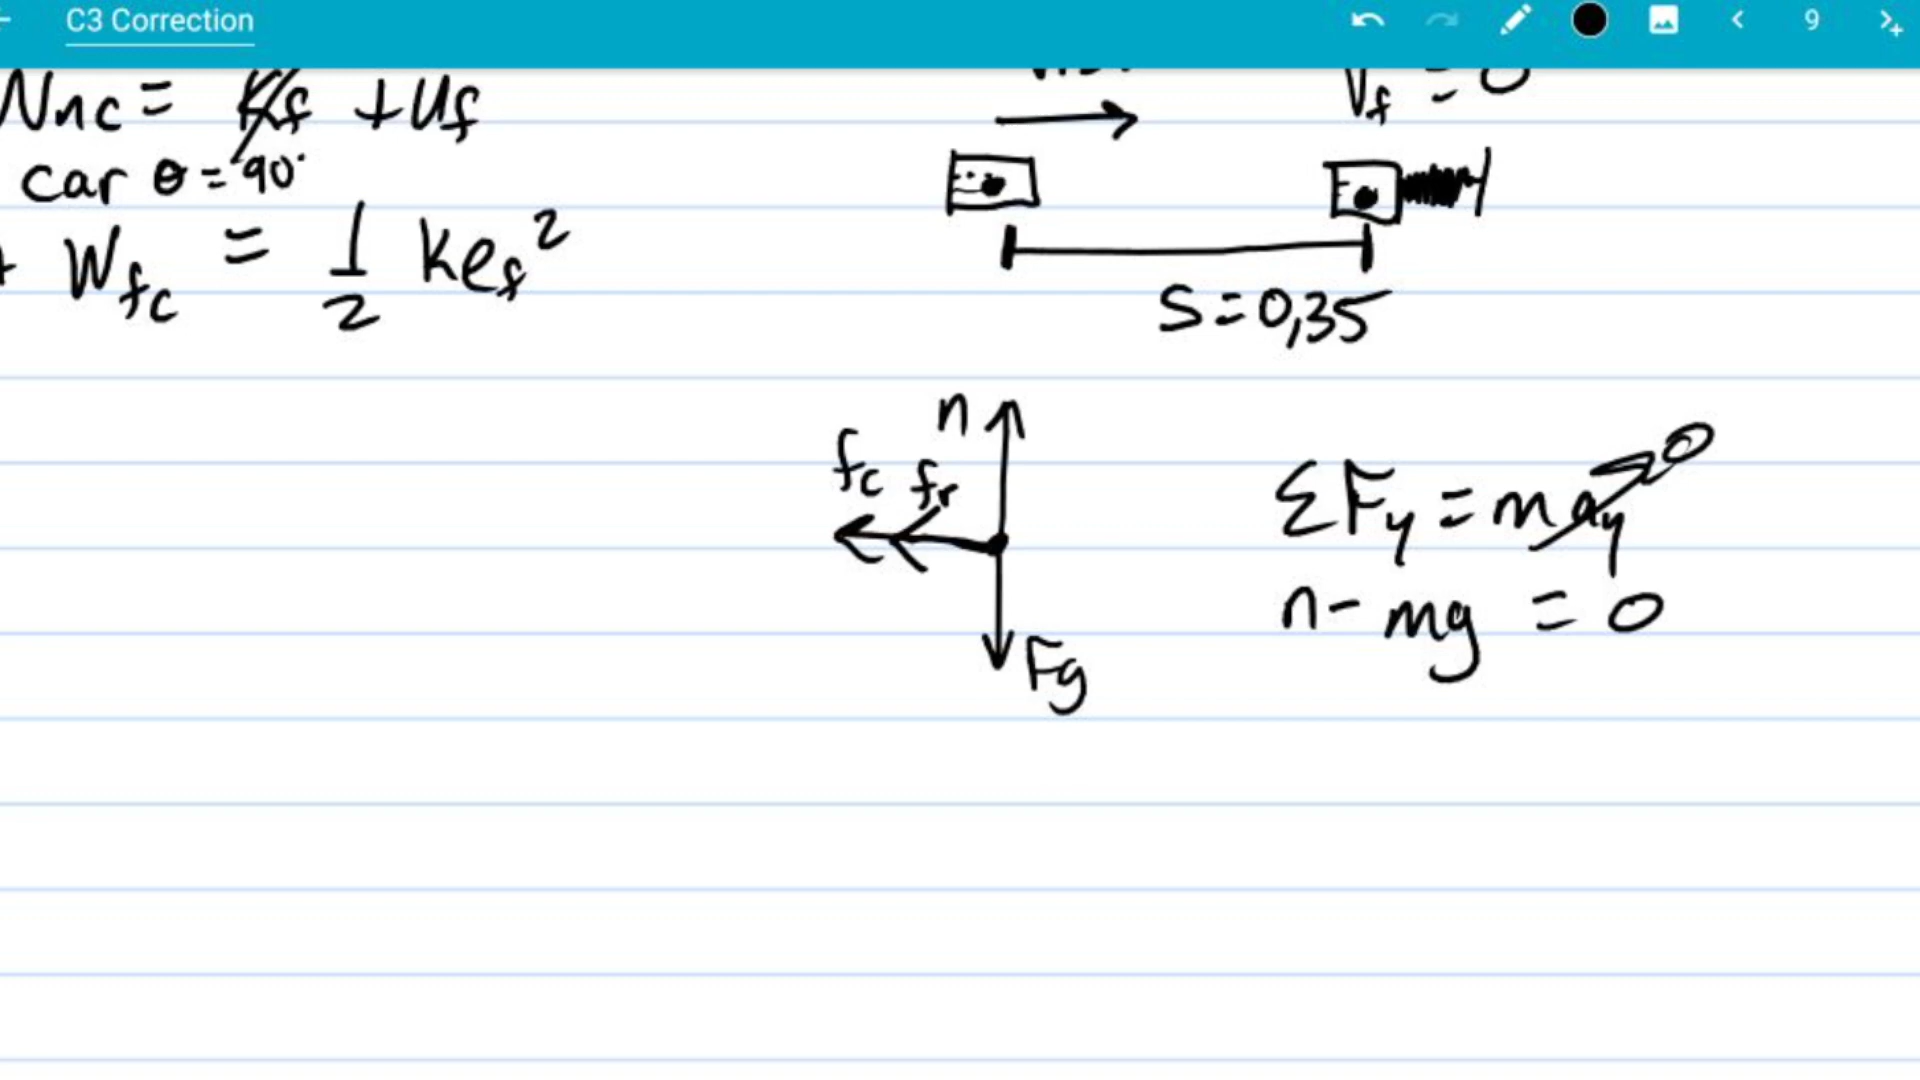 C3 Correction
9
Wnc = Kf + Uf
car θ = 90°
+ Wfc = 1/2 kef²
Vf = 0
S = 0,35
n
fc fr
Fg
ΣFy = may 0
n - mg = 0